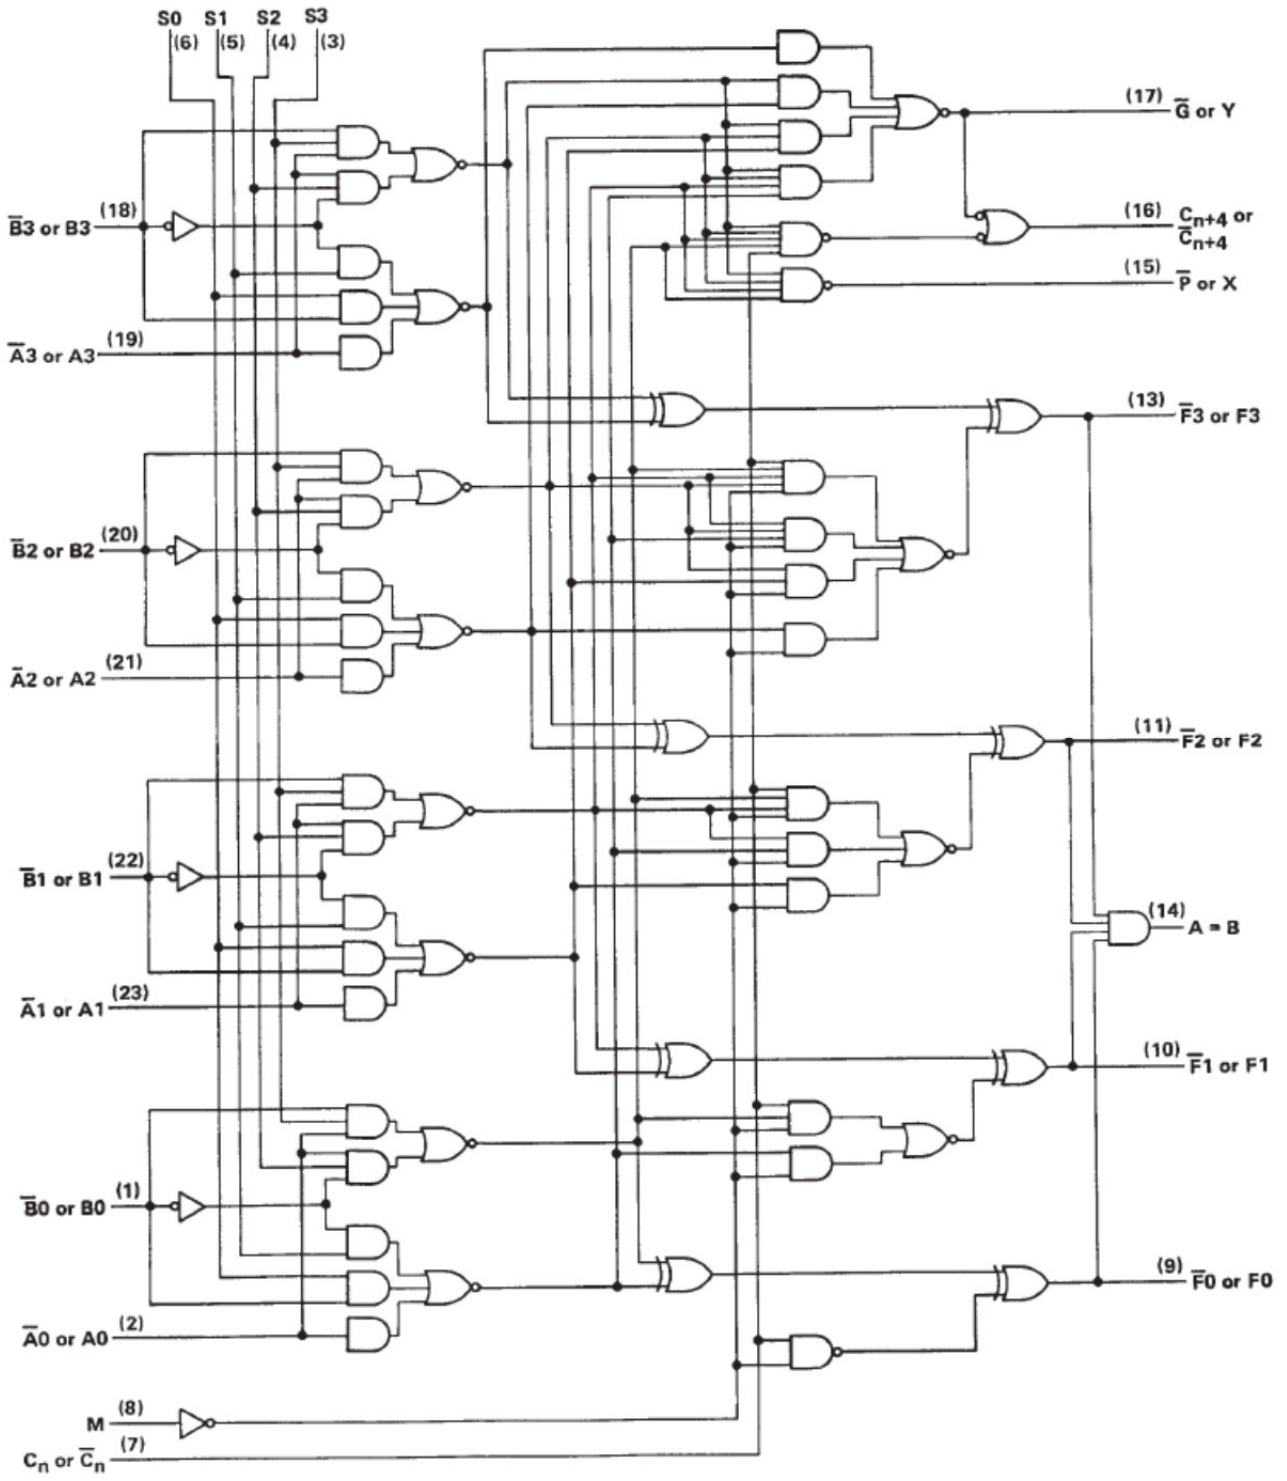 S0 S1 S2 S3
(6) (5) (4) (3)
(17) G̅ or Y
(16) Cn+4 or
C̅n+4
(15) P̅ or X
(18)
B̅3 or B3
(19)
A̅3 or A3
(13) F̅3 or F3
(20)
B̅2 or B2
(21)
A̅2 or A2
(11) F̅2 or F2
(22)
B̅1 or B1
(14) A = B
(23)
A̅1 or A1
(10) F̅1 or F1
(1)
B̅0 or B0
(9) F̅0 or F0
(2)
A̅0 or A0
(8)
M
(7)
Cn or C̅n